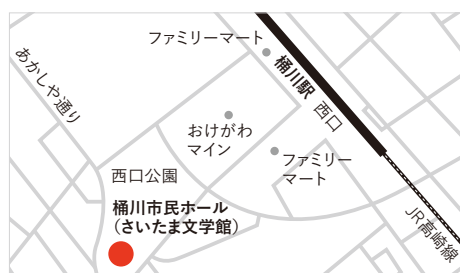 ファミリーマート
桶川駅 西口
あかしや通り
おけがわ
マイン
ファミリー
マート
西口公園
桶川市民ホール
（さいたま文学館）
JR高崎線